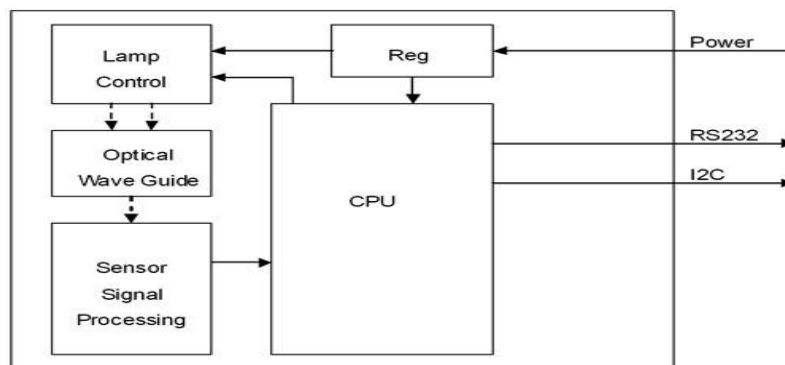 Lamp
Control
Reg
Power
Optical
Wave Guide
CPU
RS232
I2C
Sensor
Signal
Processing